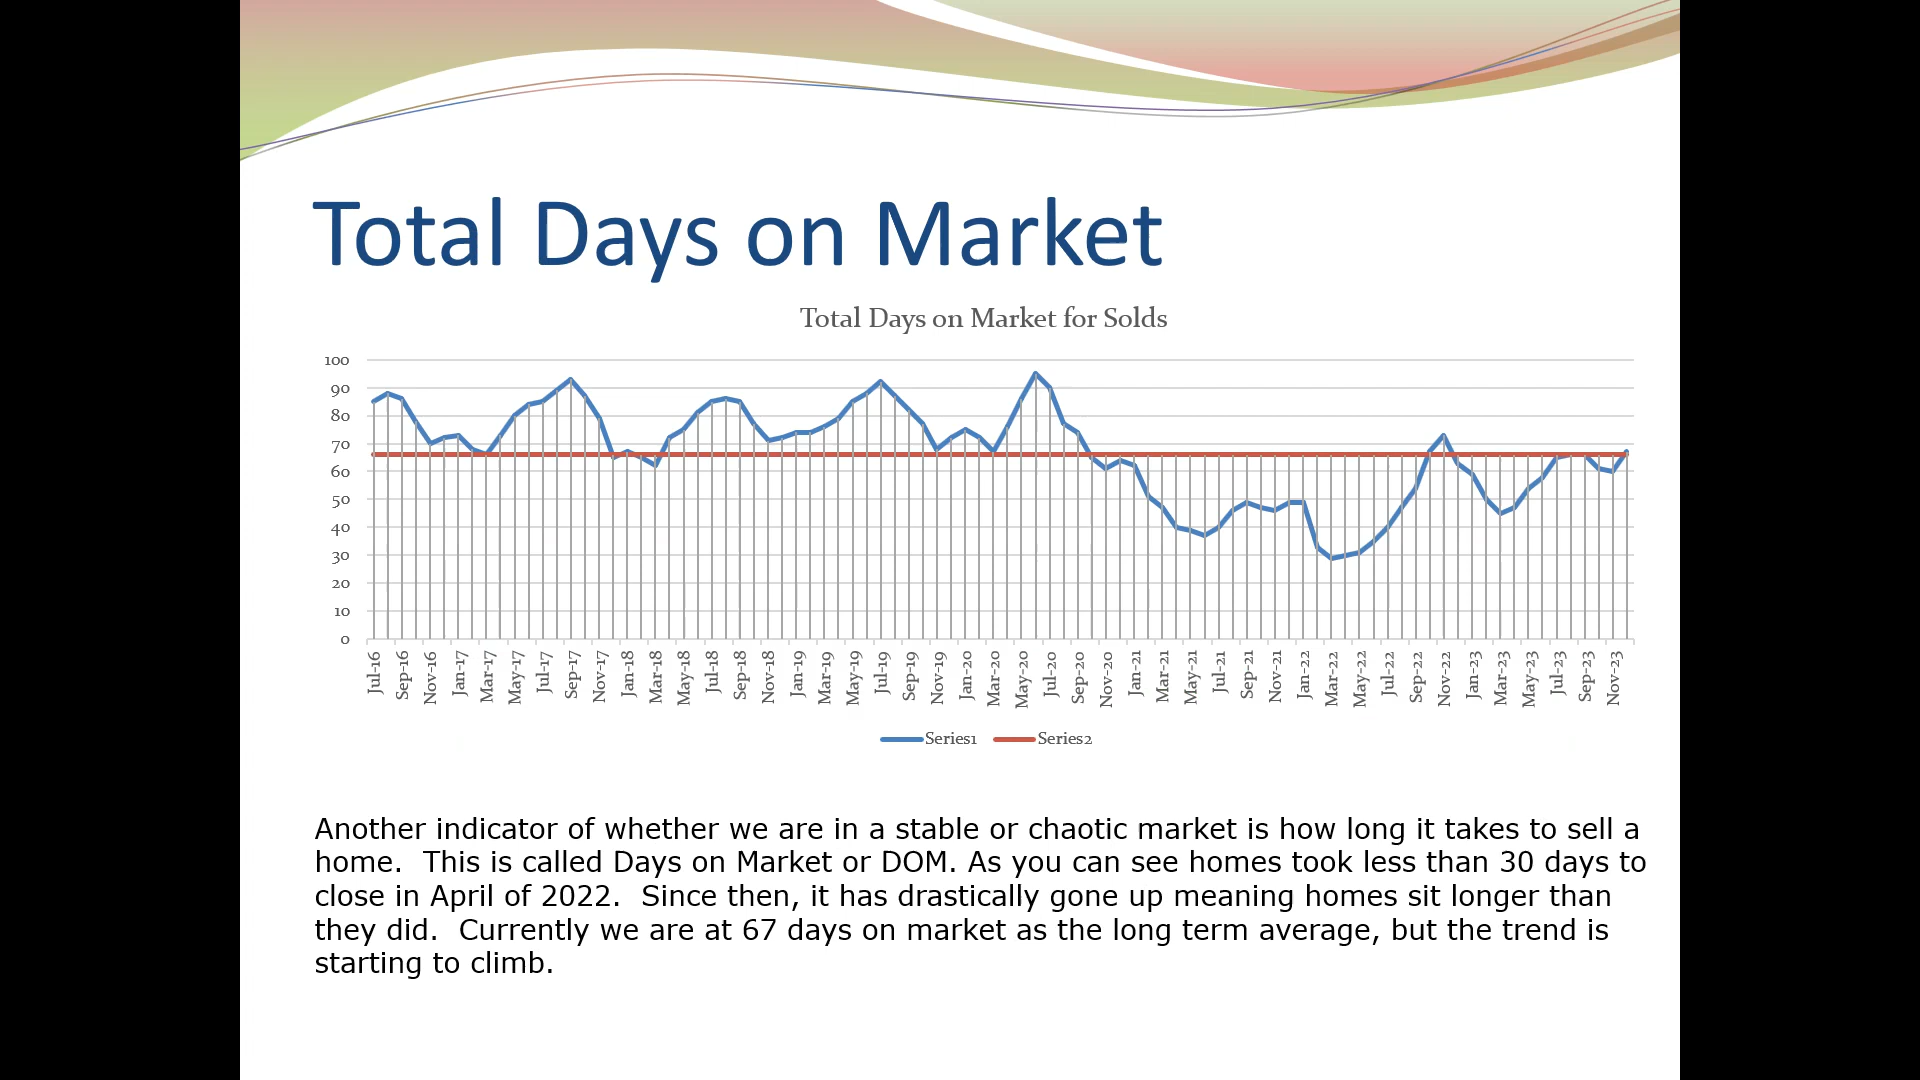 Total Days on Market
Total Days on Market for Solds
100
90
80
70
60
50
40
30
20
10
0
Jul-16
Sep-16
Nov-16
Jan-17
Mar-17
May-17
Jul-17
Sep-17
Nov-17
Jan-18
Mar-18
May-18
Jul-18
Sep-18
Nov-18
Jan-19
Mar-19
May-19
Jul-19
Sep-19
Nov-19
Jan-20
Mar-20
May-20
Jul-20
Sep-20
Nov-20
Jan-21
Mar-21
May-21
Jul-21
Sep-21
Nov-21
Jan-22
Mar-22
May-22
Jul-22
Sep-22
Nov-22
Jan-23
Mar-23
May-23
Jul-23
Sep-23
Nov-23
Series1 Series2
Another indicator of whether we are in a stable or chaotic market is how long it takes to sell a
home.  This is called Days on Market or DOM. As you can see homes took less than 30 days to
close in April of 2022.  Since then, it has drastically gone up meaning homes sit longer than
they did.  Currently we are at 67 days on market as the long term average, but the trend is
starting to climb.